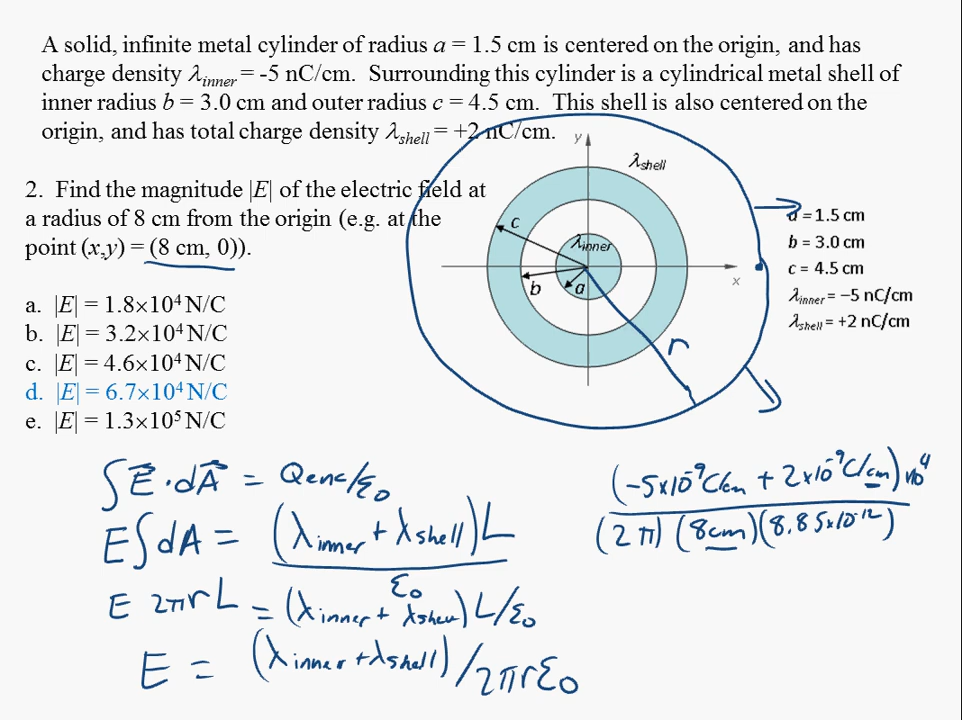 A solid, infinite metal cylinder of radius a = 1.5 cm is centered on the origin, and has
charge density λinner = -5 nC/cm. Surrounding this cylinder is a cylindrical metal shell of
inner radius b = 3.0 cm and outer radius c = 4.5 cm. This shell is also centered on the
origin, and has total charge density λshell = +2 nC/cm.
2. Find the magnitude |E| of the electric field at
a radius of 8 cm from the origin (e.g. at the
point (x,y) = (8 cm, 0)).
a. |E| = 1.8×10⁴ N/C
b. |E| = 3.2×10⁴ N/C
c. |E| = 4.6×10⁴ N/C
d. |E| = 6.7×10⁴ N/C
e. |E| = 1.3×10⁵ N/C
y
λshell
c
λinner
b
a
x
r
a = 1.5 cm
b = 3.0 cm
c = 4.5 cm
λinner = −5 nC/cm
λshell = +2 nC/cm
∫E⃗·dA⃗ = Qenc/ε₀
E∫dA = (λinner + λshell)L / ε₀
E 2πrL = (λinner + λshell)L/ε₀
E = (λinner + λshell)/2πrε₀
(-5×10⁻⁹C/cm + 2×10⁻⁹C/cm)×10⁴
(2π)(8cm)(8.85×10⁻¹²)